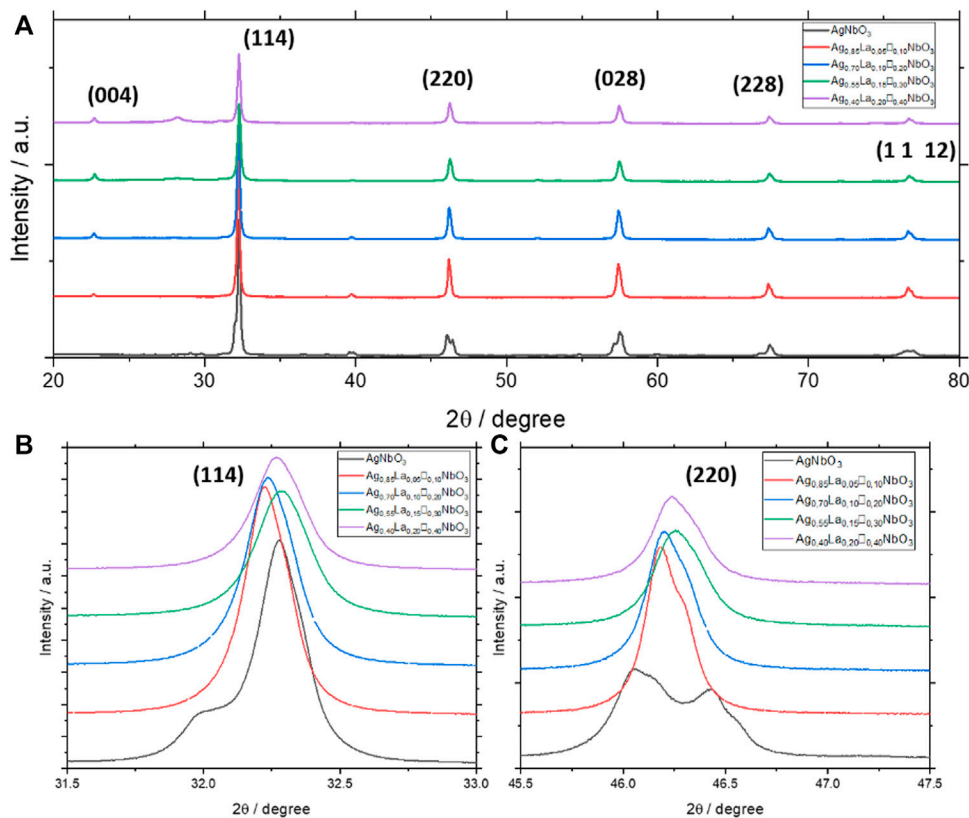 A
(004)
(114)
(220)
(028)
(228)
(1 1 12)
AgNbO₃
Ag₀.₈₅La₀.₀₅□₀.₁₀NbO₃
Ag₀.₇₀La₀.₁₀□₀.₂₀NbO₃
Ag₀.₅₅La₀.₁₅□₀.₃₀NbO₃
Ag₀.₄₀La₀.₂₀□₀.₄₀NbO₃
Intensity / a.u.
20 30 40 50 60 70 80
2θ / degree
B
(114)
AgNbO₃
Ag₀,₈₅La₀,₀₅□₀,₁₀NbO₃
Ag₀,₇₀La₀,₁₀□₀,₂₀NbO₃
Ag₀,₅₅La₀,₁₅□₀,₃₀NbO₃
Ag₀,₄₀La₀,₂₀□₀,₄₀NbO₃
Intensity / a.u.
31.5 32.0 32.5 33.0
2θ / degree
C
(220)
AgNbO₃
Ag₀,₈₅La₀,₀₅□₀,₁₀NbO₃
Ag₀,₇₀La₀,₁₀□₀,₂₀NbO₃
Ag₀,₅₅La₀,₁₅□₀,₃₀NbO₃
Ag₀,₄₀La₀,₂₀□₀,₄₀NbO₃
Intensity / a.u.
45.5 46.0 46.5 47.0 47.5
2θ / degree